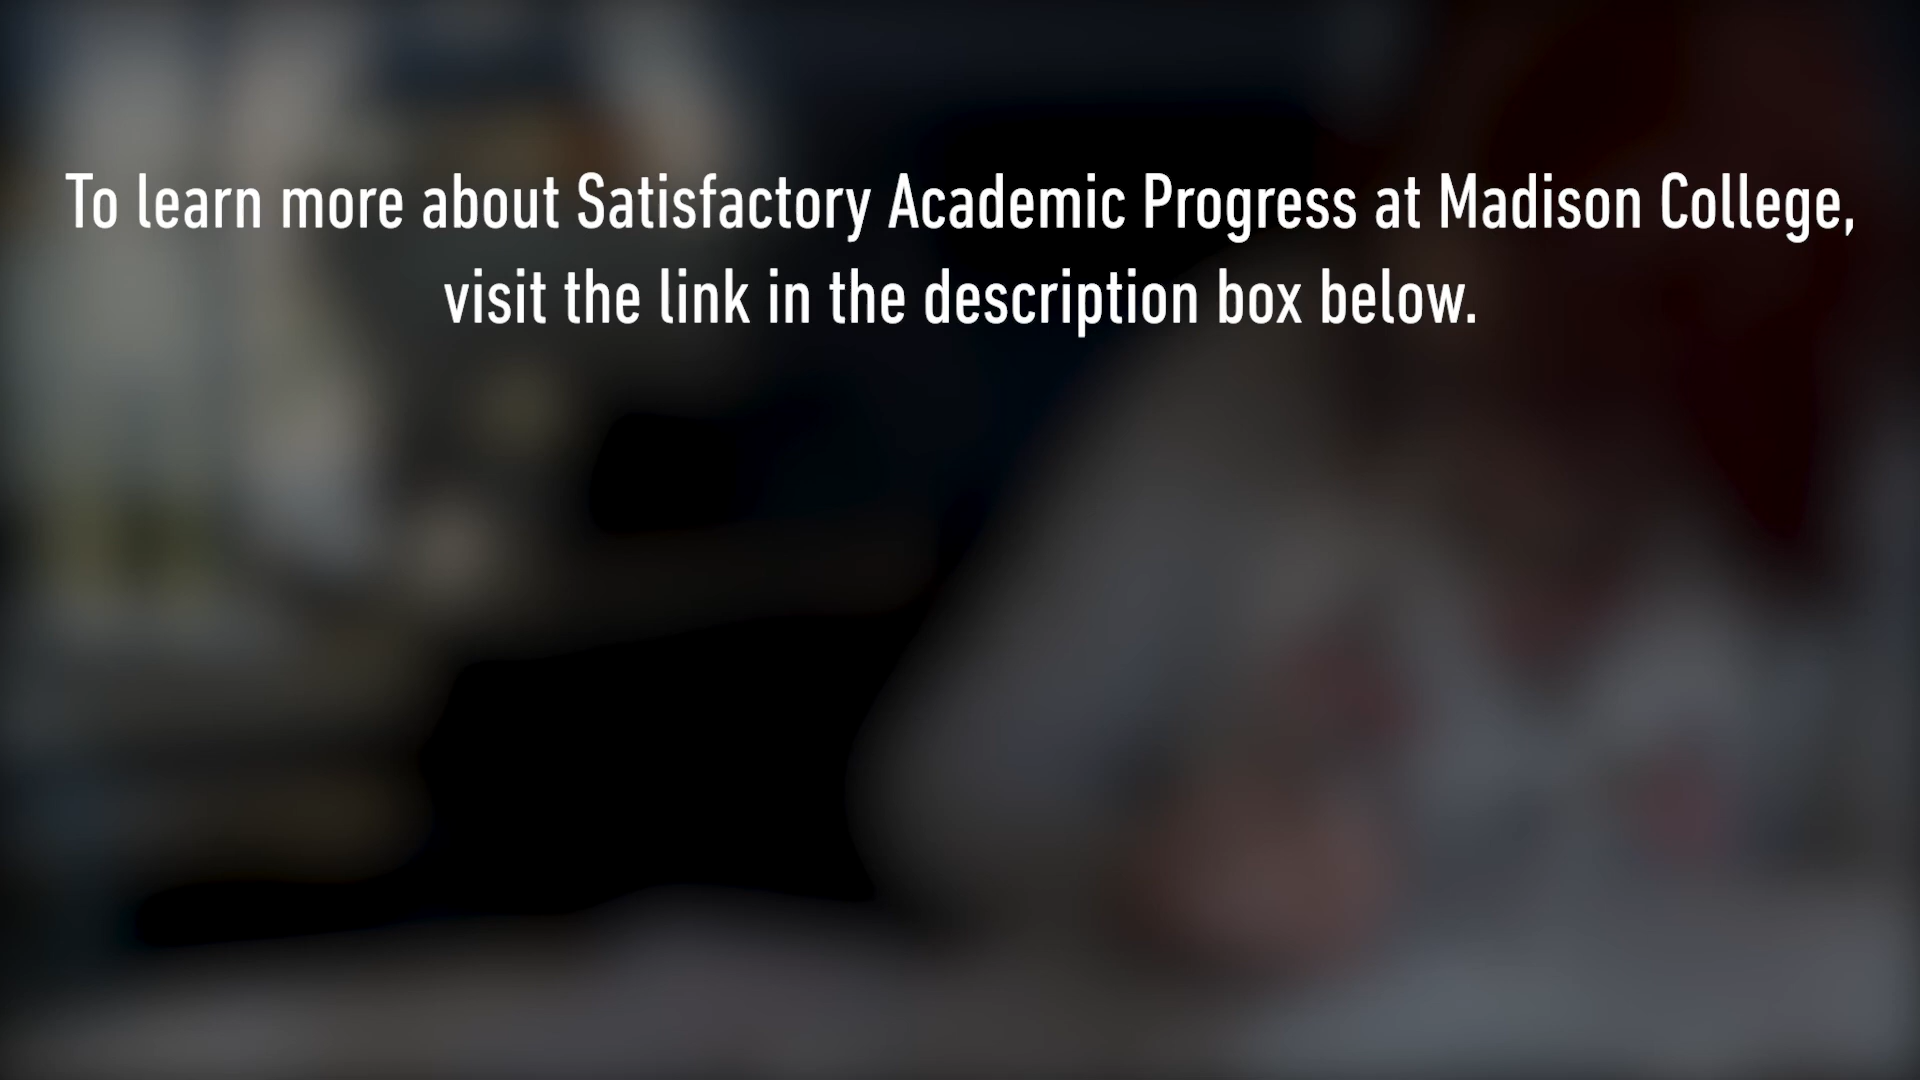 To learn more about Satisfactory Academic Progress at Madison College,
visit the link in the description box below.